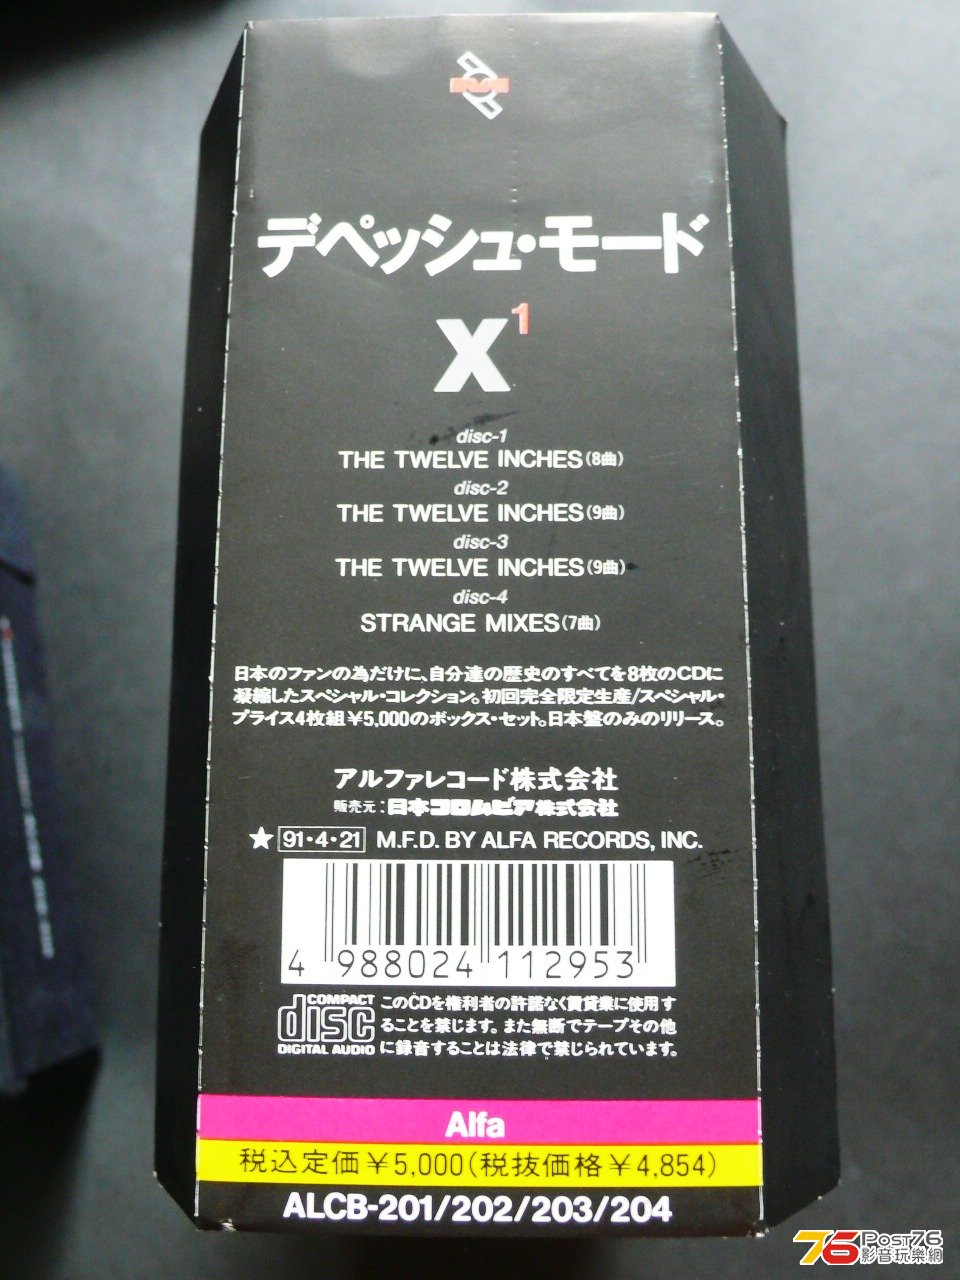 デペッシュ・モード
X¹
disc-1
THE TWELVE INCHES(8曲)
disc-2
THE TWELVE INCHES(9曲)
disc-3
THE TWELVE INCHES(9曲)
disc-4
STRANGE MIXES(7曲)
日本のファンの為だけに、自分達の歴史のすべてを8枚のCDに
凝縮したスペシャル・コレクション。初回完全限定生産/スペシャル・
プライス4枚組¥5,000のボックス・セット。日本盤のみのリリース。
アルファレコード株式会社
販売元:日本コロムビア株式会社
★ 91・4・21 M.F.D. BY ALFA RECORDS, INC.
4 988024 112953
COMPACT disc DIGITAL AUDIO
このCDを権利者の許諾なく賃貸業に使用す
ることを禁じます。また無断でテープその他
に録音することは法律で禁じられています。
Alfa
税込定価¥5,000(税抜価格¥4,854)
ALCB-201/202/203/204
76 Post76
影音玩樂網